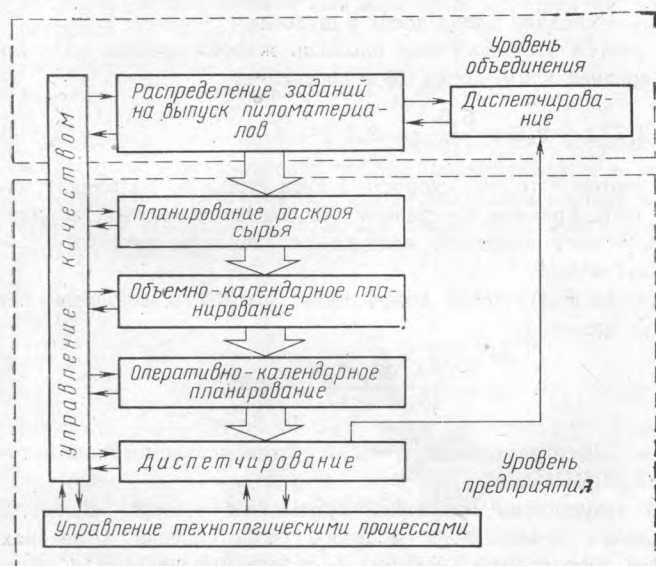 Уровень
объединения
Распределение заданий
на выпуск пиломатериа-
лов
Диспетчирова-
ние
Управление качеством
Планирование раскроя
сырья
Объемно-календарное пла-
нирование
Оперативно-календарное
планирование
Диспетчирование
Уровень
предприятия
Управление технологическими процессами